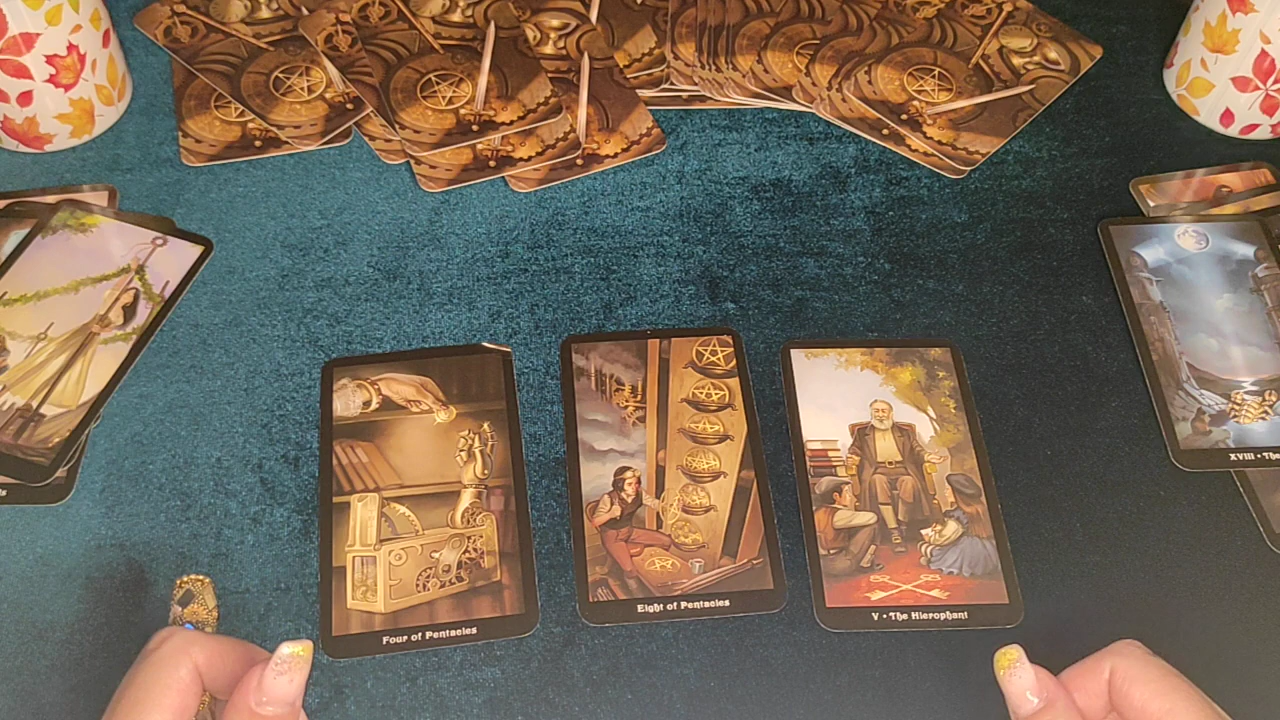 Four of Pentacles
Eight of Pentacles
V • The Hierophant
XVIII • The